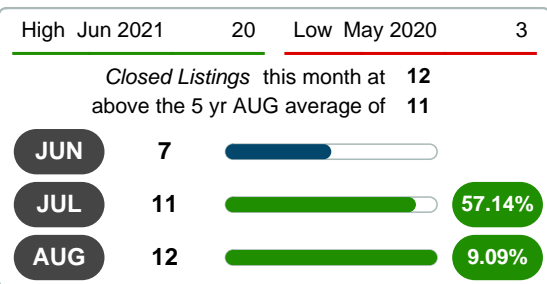 High Jun 2021 20 Low May 2020 3
Closed Listings this month at 12
above the 5 yr AUG average of 11
JUN 7
JUL 11 57.14%
AUG 12 9.09%